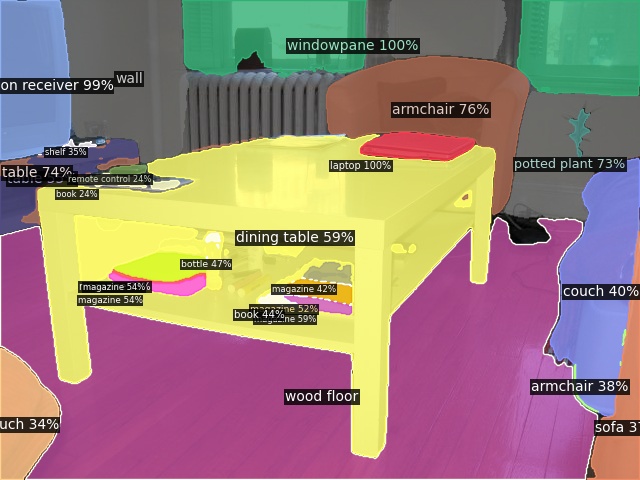 windowpane 100%
wall
on receiver 99%
armchair 76%
shelf 35%
laptop 100%
potted plant 73%
table 74%
remote control 24%
book 24%
dining table 59%
bottle 47%
magazine 54%
magazine 42%
couch 40%
magazine 54%
magazine 52%
book 44%
magazine 59%
armchair 38%
wood floor
uch 34%
sofa 3